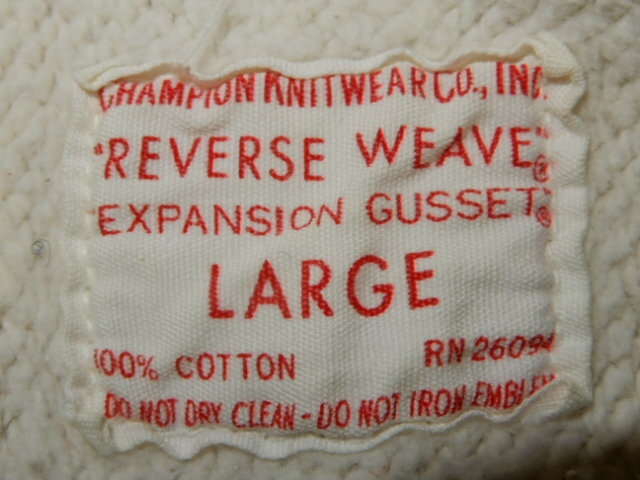 CHAMPION KNITWEAR CO., INC.
"REVERSE WEAVE"®
"EXPANSION GUSSET"®
LARGE
100% COTTON RN 26094
DO NOT DRY CLEAN - DO NOT IRON EMBLEM